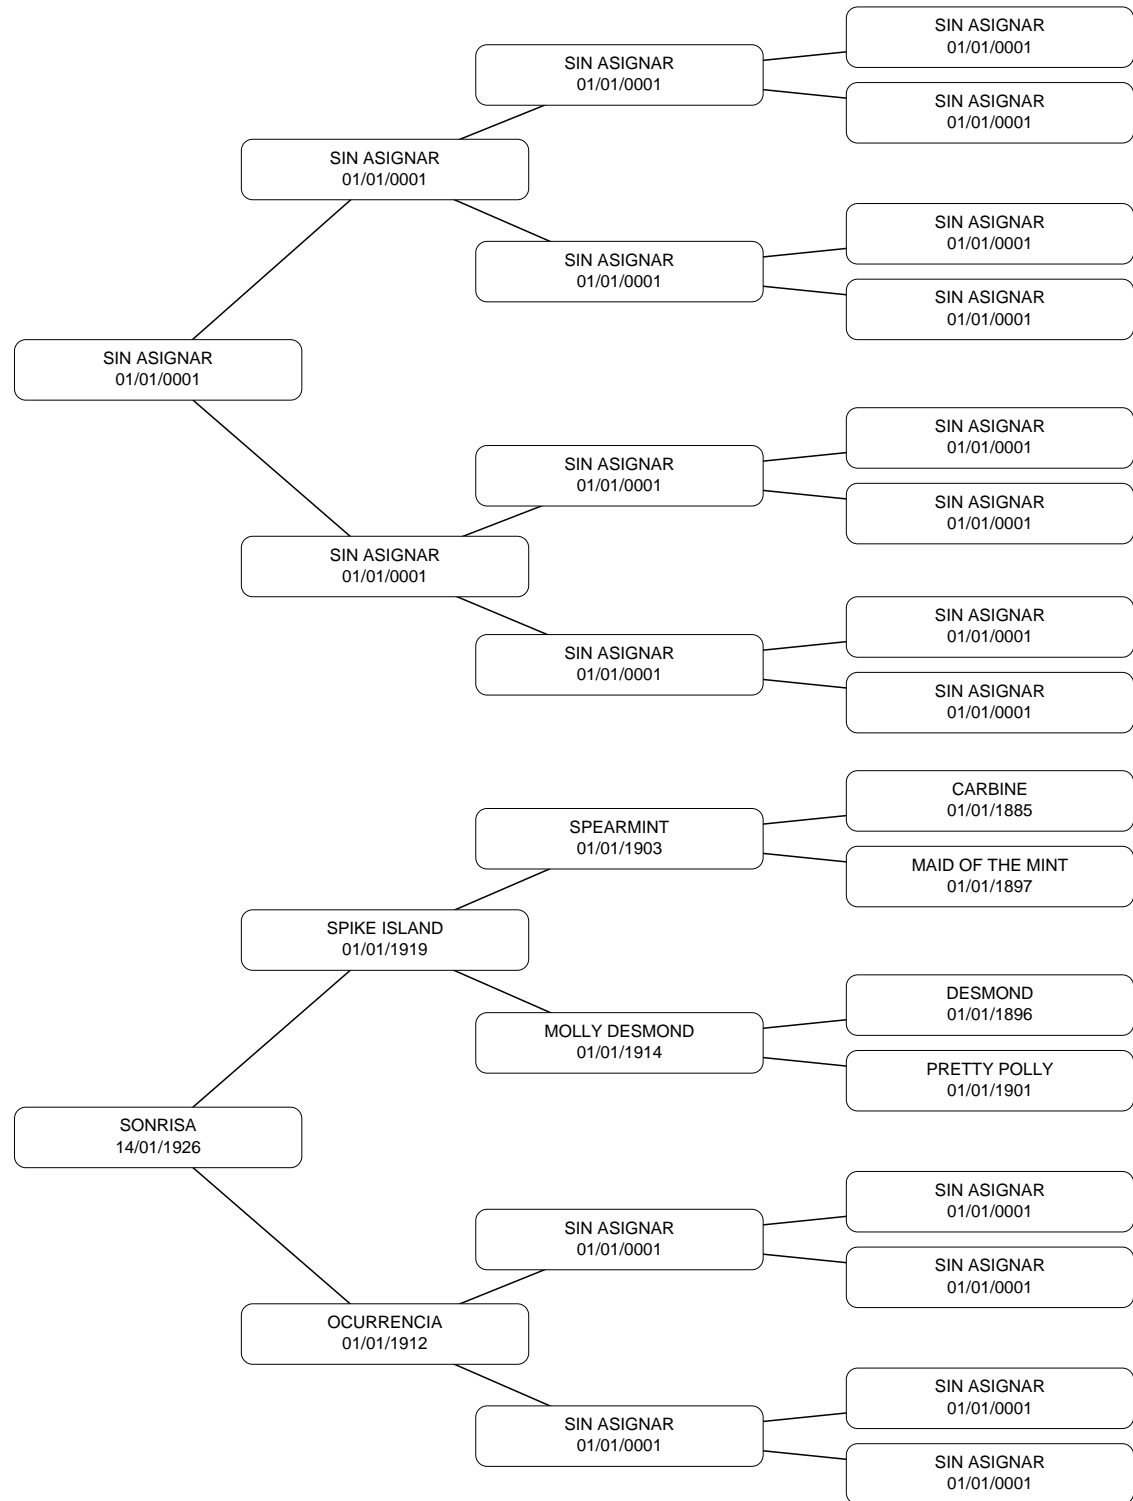 SIN ASIGNAR
01/01/0001
SIN ASIGNAR
01/01/0001
SIN ASIGNAR
01/01/0001
SIN ASIGNAR
01/01/0001
SIN ASIGNAR
01/01/0001
SIN ASIGNAR
01/01/0001
SIN ASIGNAR
01/01/0001
SIN ASIGNAR
01/01/0001
SIN ASIGNAR
01/01/0001
SIN ASIGNAR
01/01/0001
SIN ASIGNAR
01/01/0001
SIN ASIGNAR
01/01/0001
SIN ASIGNAR
01/01/0001
SIN ASIGNAR
01/01/0001
SIN ASIGNAR
01/01/0001
CARBINE
01/01/1885
SPEARMINT
01/01/1903
MAID OF THE MINT
01/01/1897
SPIKE ISLAND
01/01/1919
DESMOND
01/01/1896
MOLLY DESMOND
01/01/1914
PRETTY POLLY
01/01/1901
SONRISA
14/01/1926
SIN ASIGNAR
01/01/0001
SIN ASIGNAR
01/01/0001
SIN ASIGNAR
01/01/0001
OCURRENCIA
01/01/1912
SIN ASIGNAR
01/01/0001
SIN ASIGNAR
01/01/0001
SIN ASIGNAR
01/01/0001